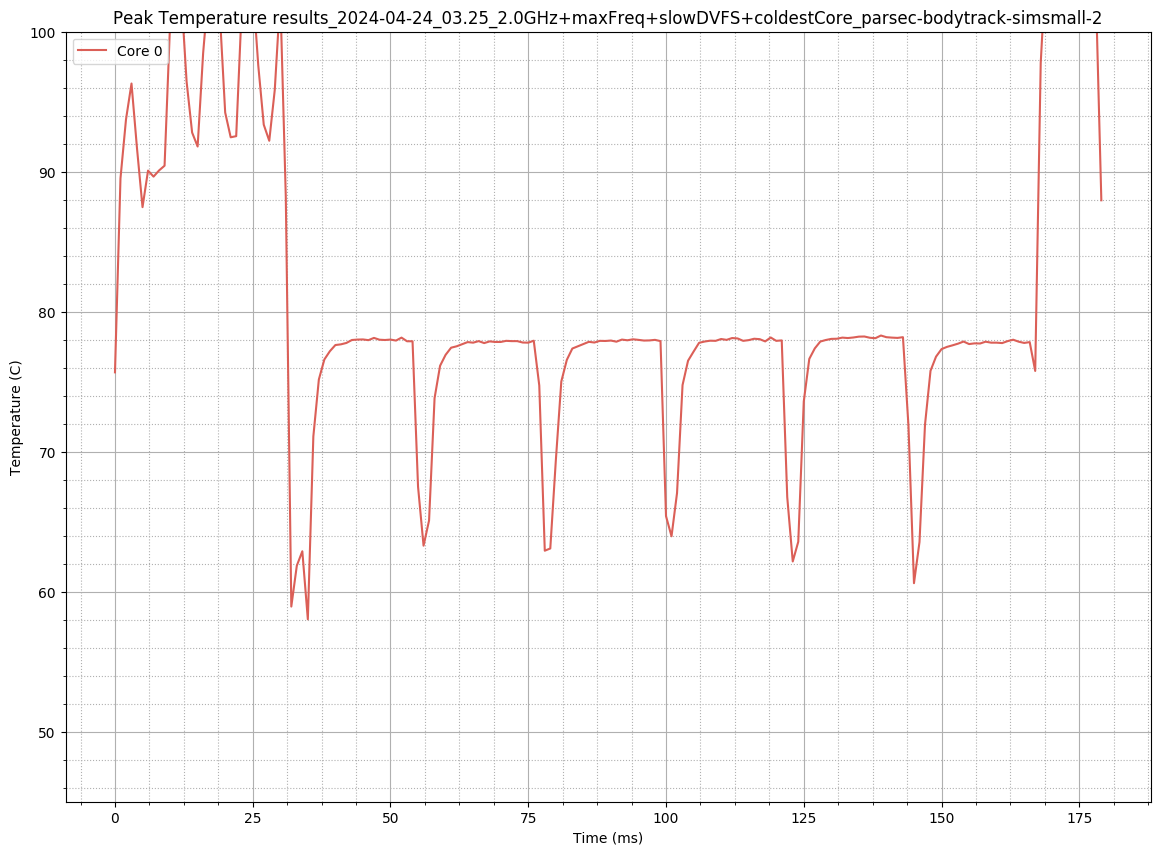 Peak Temperature results_2024-04-24_03.25_2.0GHz+maxFreq+slowDVFS+coldestCore_parsec-bodytrack-simsmall-2
Core 0
Temperature (C)
100
90
80
70
60
50
0 25 50 75 100 125 150 175
Time (ms)